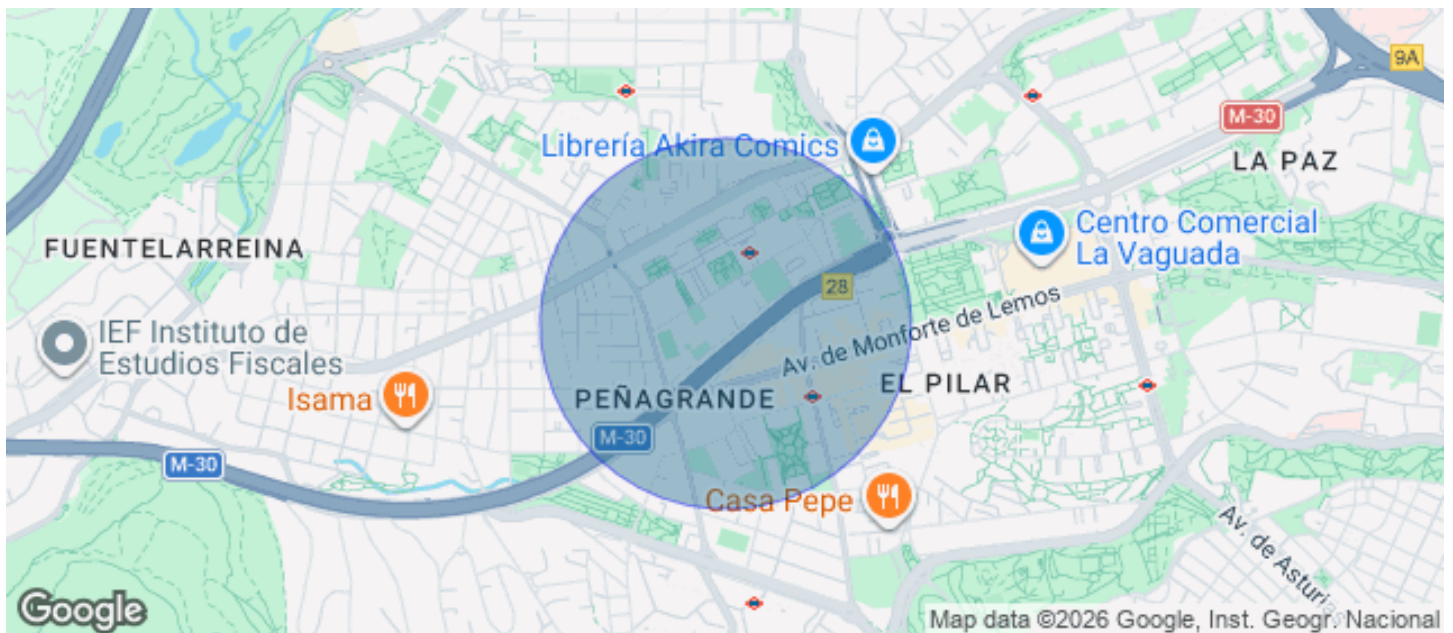 9A
M-30
Librería Akira Comics
LA PAZ
Centro Comercial
La Vaguada
FUENTELARREINA
28
Av. de Monforte de Lemos
IEF Instituto de
Estudios Fiscales
Isama
PEÑAGRANDE
EL PILAR
M-30
M-30
Casa Pepe
Av. de Asturi
Google
Map data ©2026 Google, Inst. Geogr. Nacional